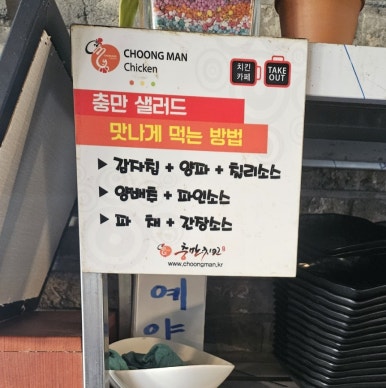 CHOONG MAN
Chicken
치킨
카페
TAKE
OUT
충만 샐러드
맛나게 먹는 방법
▶ 감자칩 + 양파 + 칠리소스
▶ 양배추 + 파인소스
▶ 파 채 + 간장소스
충만치킨
www.choongman.kr
예약